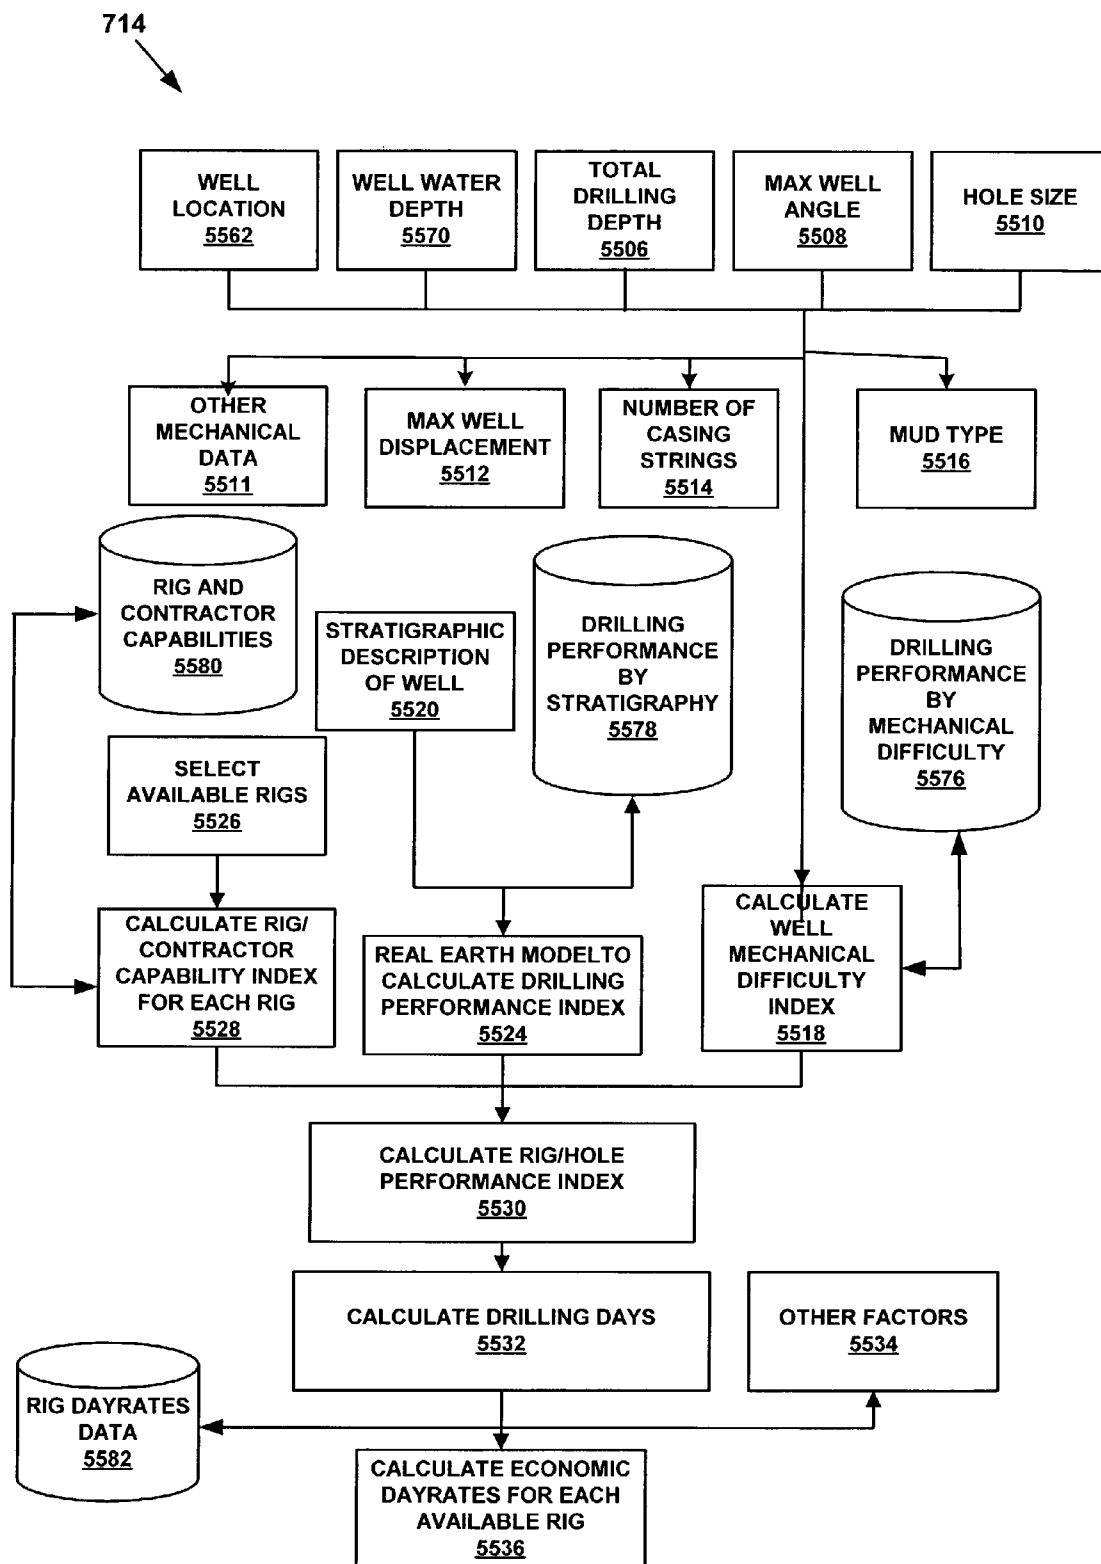 714
WELL
LOCATION
5562
WELL WATER
DEPTH
5570
TOTAL
DRILLING
DEPTH
5506
MAX WELL
ANGLE
5508
HOLE SIZE
5510
OTHER
MECHANICAL
DATA
5511
MAX WELL
DISPLACEMENT
5512
NUMBER OF
CASING
STRINGS
5514
MUD TYPE
5516
RIG AND
CONTRACTOR
CAPABILITIES
5580
STRATIGRAPHIC
DESCRIPTION
OF WELL
5520
DRILLING
PERFORMANCE
BY
STRATIGRAPHY
5578
DRILLING
PERFORMANCE
BY
MECHANICAL
DIFFICULTY
5576
SELECT
AVAILABLE RIGS
5526
CALCULATE RIG/
CONTRACTOR
CAPABILITY INDEX
FOR EACH RIG
5528
REAL EARTH MODELTO
CALCULATE DRILLING
PERFORMANCE INDEX
5524
CALCULATE
WELL
MECHANICAL
DIFFICULTY
INDEX
5518
CALCULATE RIG/HOLE
PERFORMANCE INDEX
5530
CALCULATE DRILLING DAYS
5532
OTHER FACTORS
5534
RIG DAYRATES
DATA
5582
CALCULATE ECONOMIC
DAYRATES FOR EACH
AVAILABLE RIG
5536